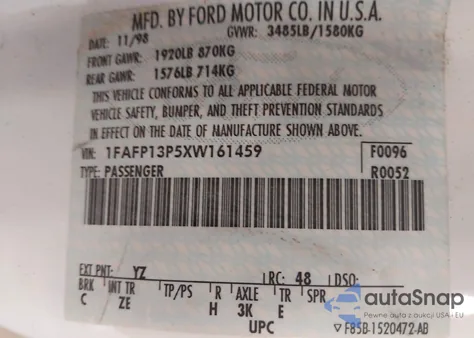 MFD. BY FORD MOTOR CO. IN U.S.A.
DATE: 11/98 GVWR: 3485LB/1580KG
FRONT GAWR: 1920LB 870KG
REAR GAWR: 1576LB 714KG
THIS VEHICLE CONFORMS TO ALL APPLICABLE FEDERAL MOTOR
VEHICLE SAFETY, BUMPER, AND THEFT PREVENTION STANDARDS
IN EFFECT ON THE DATE OF MANUFACTURE SHOWN ABOVE.
VIN: 1FAFP13P5XW161459 F0096
TYPE: PASSENGER R0052
EXT PNT: YZ RC: 48 DSO:
BRK INT TR TP/PS R AXLE TR SPR
C ZE H 3K E
UPC
▽ F85B-1520472-AB
autoSnap
Pewne auta z aukcji USA i EU